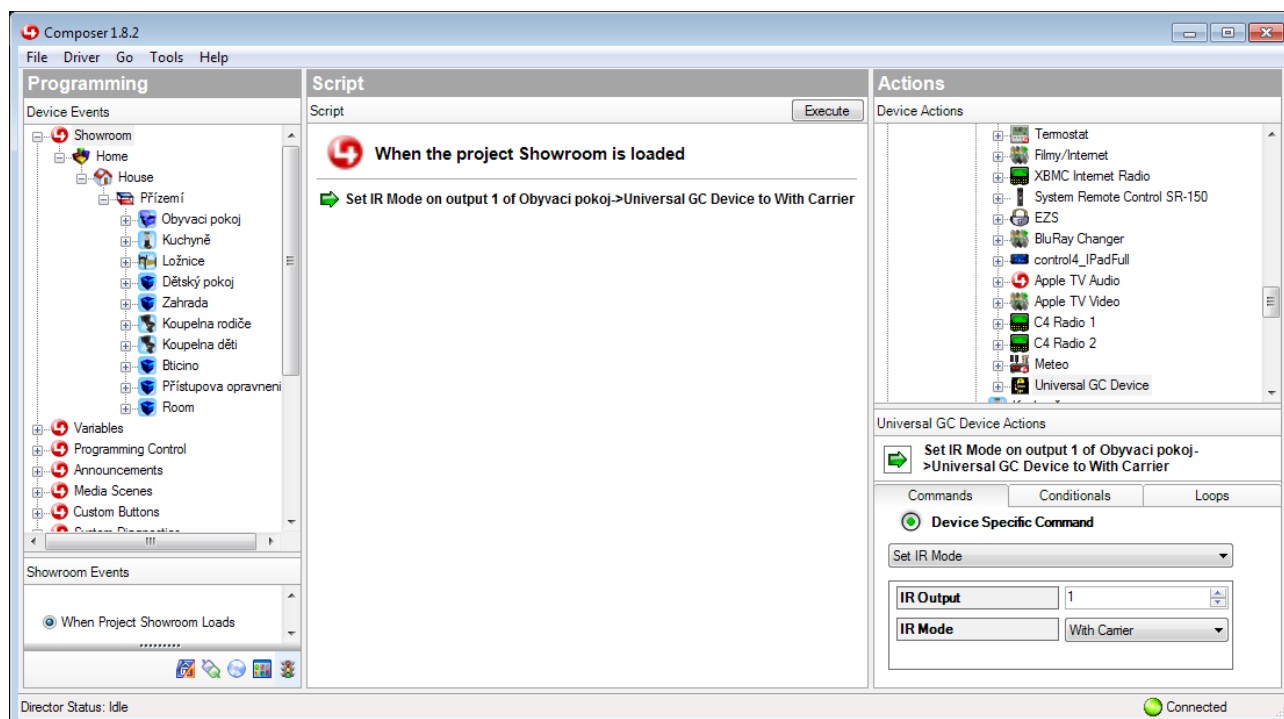 Composer 1.8.2
File Driver Go Tools Help
Programming
Device Events
Showroom
Home
House
Přízemí
Obyvaci pokoj
Kuchyně
Ložnice
Dětský pokoj
Zahrada
Koupelna rodiče
Koupelna děti
Bticino
Přístupova opravneni
Room
Variables
Programming Control
Announcements
Media Scenes
Custom Buttons
System Diagnostics
Showroom Events
When Project Showroom Loads
Script
Script Execute
When the project Showroom is loaded
Set IR Mode on output 1 of Obyvaci pokoj->Universal GC Device to With Carrier
Actions
Device Actions
Termostat
Filmy/Internet
XBMC Internet Radio
System Remote Control SR-150
EZS
BluRay Changer
control4_IPadFull
Apple TV Audio
Apple TV Video
C4 Radio 1
C4 Radio 2
Meteo
Universal GC Device
Universal GC Device Actions
Set IR Mode on output 1 of Obyvaci pokoj-
>Universal GC Device to With Carrier
Commands Conditionals Loops
Device Specific Command
Set IR Mode
IR Output 1
IR Mode With Carrier
Director Status: Idle
Connected